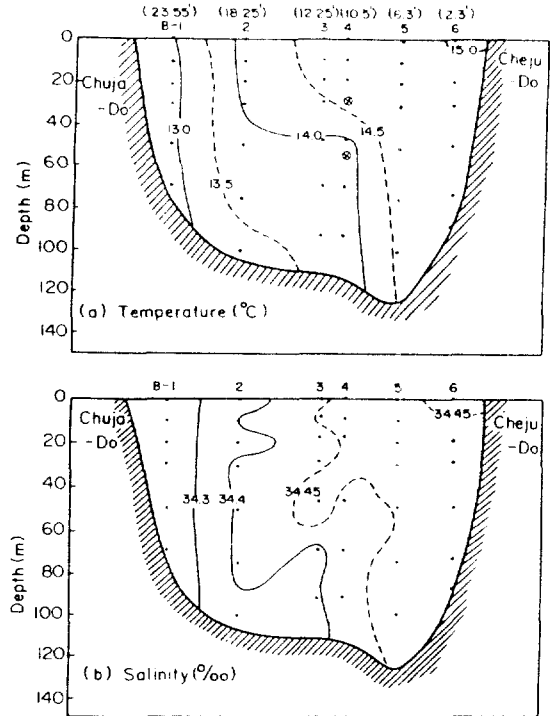 (23.55') (18.25') (12.25') (10.5') (6.3') (2.3')
B-1 2 3 4 5 6
0
20
40
60
80
100
120
140
Depth (m)
Chuja
-Do
Cheju
-Do
13.0
13.5
14.0
14.5
15.0
(a) Temperature (°C)
B-1 2 3 4 5 6
0
20
40
60
80
100
120
140
Depth (m)
Chuja
-Do
Cheju
-Do
34.3
34.4
34.45
34.45
(b) Salinity (‰)